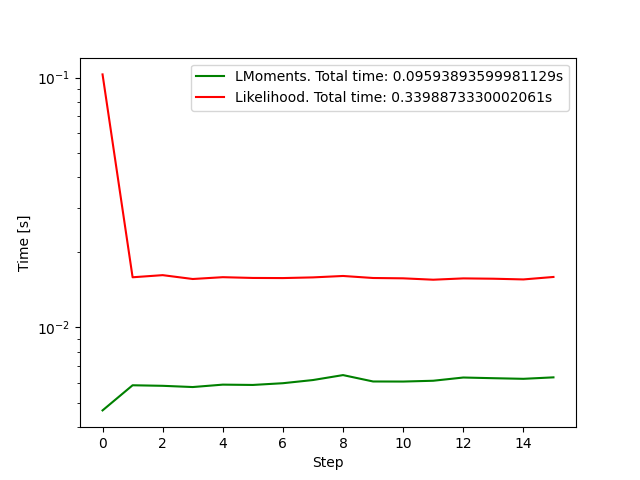 LMoments. Total time: 0.09593893599981129s
Likelihood. Total time: 0.3398873330002061s
10⁻¹
10⁻²
Time [s]
0 2 4 6 8 10 12 14
Step